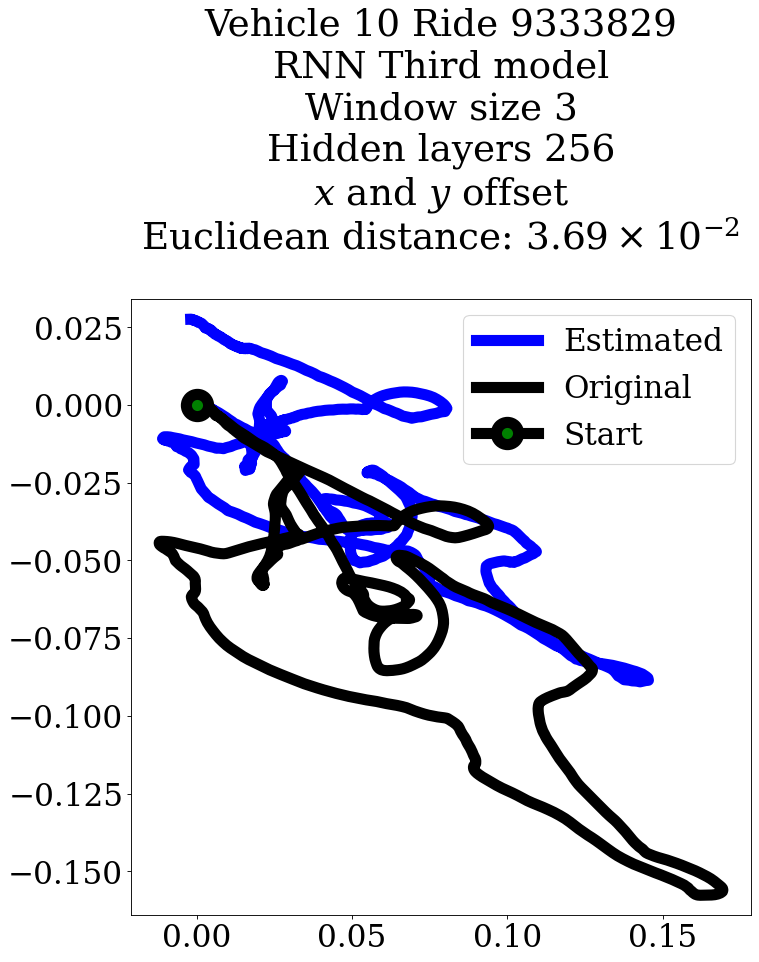 Vehicle 10 Ride 9333829
RNN Third model
Window size 3
Hidden layers 256
x and y offset
Euclidean distance: 3.69 × 10⁻²
Estimated
Original
Start
0.025
0.000
−0.025
−0.050
−0.075
−0.100
−0.125
−0.150
0.00 0.05 0.10 0.15